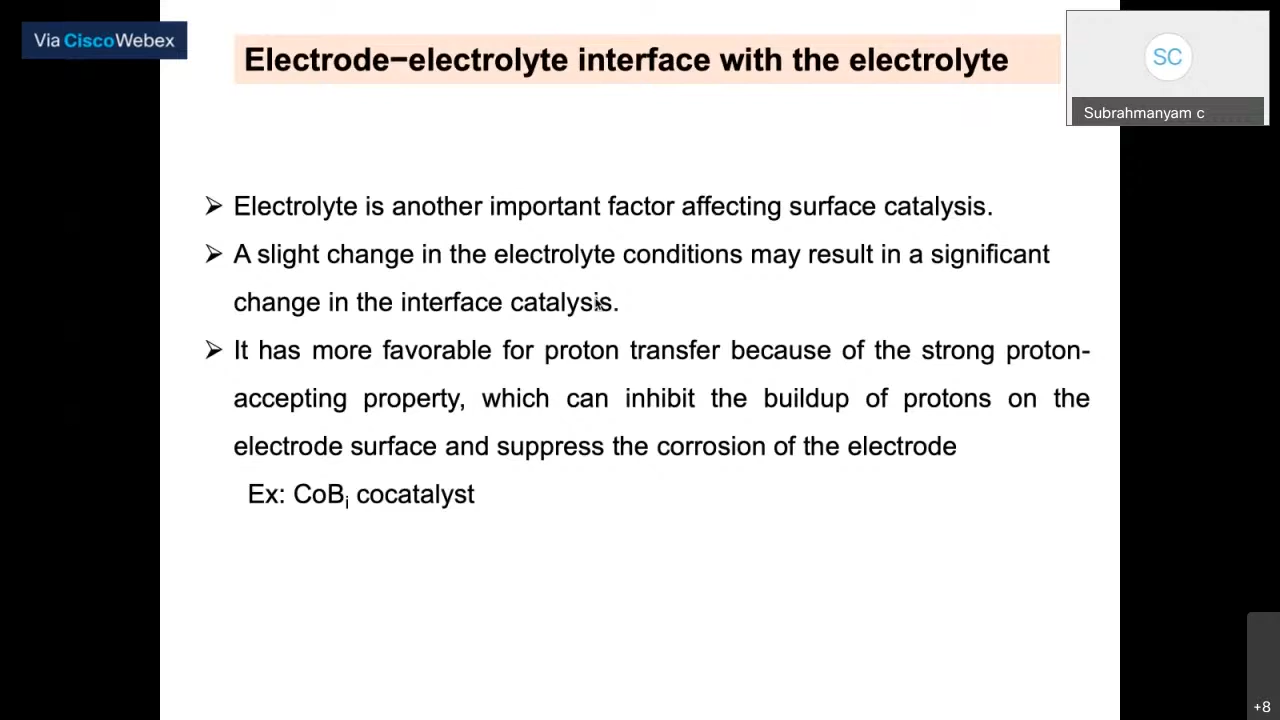 Via CiscoWebex
Electrode−electrolyte interface with the electrolyte
SC
Subrahmanyam c
➢ Electrolyte is another important factor affecting surface catalysis.
➢ A slight change in the electrolyte conditions may result in a significant
change in the interface catalysis.
➢ It has more favorable for proton transfer because of the strong proton-
accepting property, which can inhibit the buildup of protons on the
electrode surface and suppress the corrosion of the electrode
Ex: CoBi cocatalyst
+8